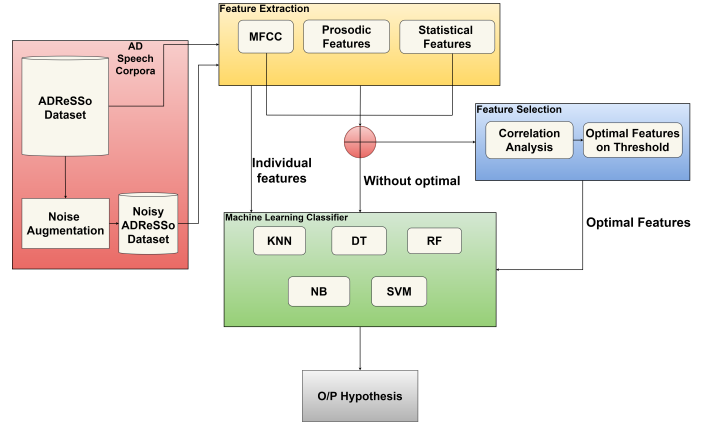 Feature Extraction
MFCC
Prosodic
Features
Statistical
Features
AD
Speech
Corpora
ADReSSo
Dataset
Noise
Augmentation
Noisy
ADReSSo
Dataset
Feature Selection
Correlation
Analysis
Optimal Features
on Threshold
Individual
features
Without optimal
Optimal Features
Machine Learning Classifier
KNN
DT
RF
NB
SVM
O/P Hypothesis